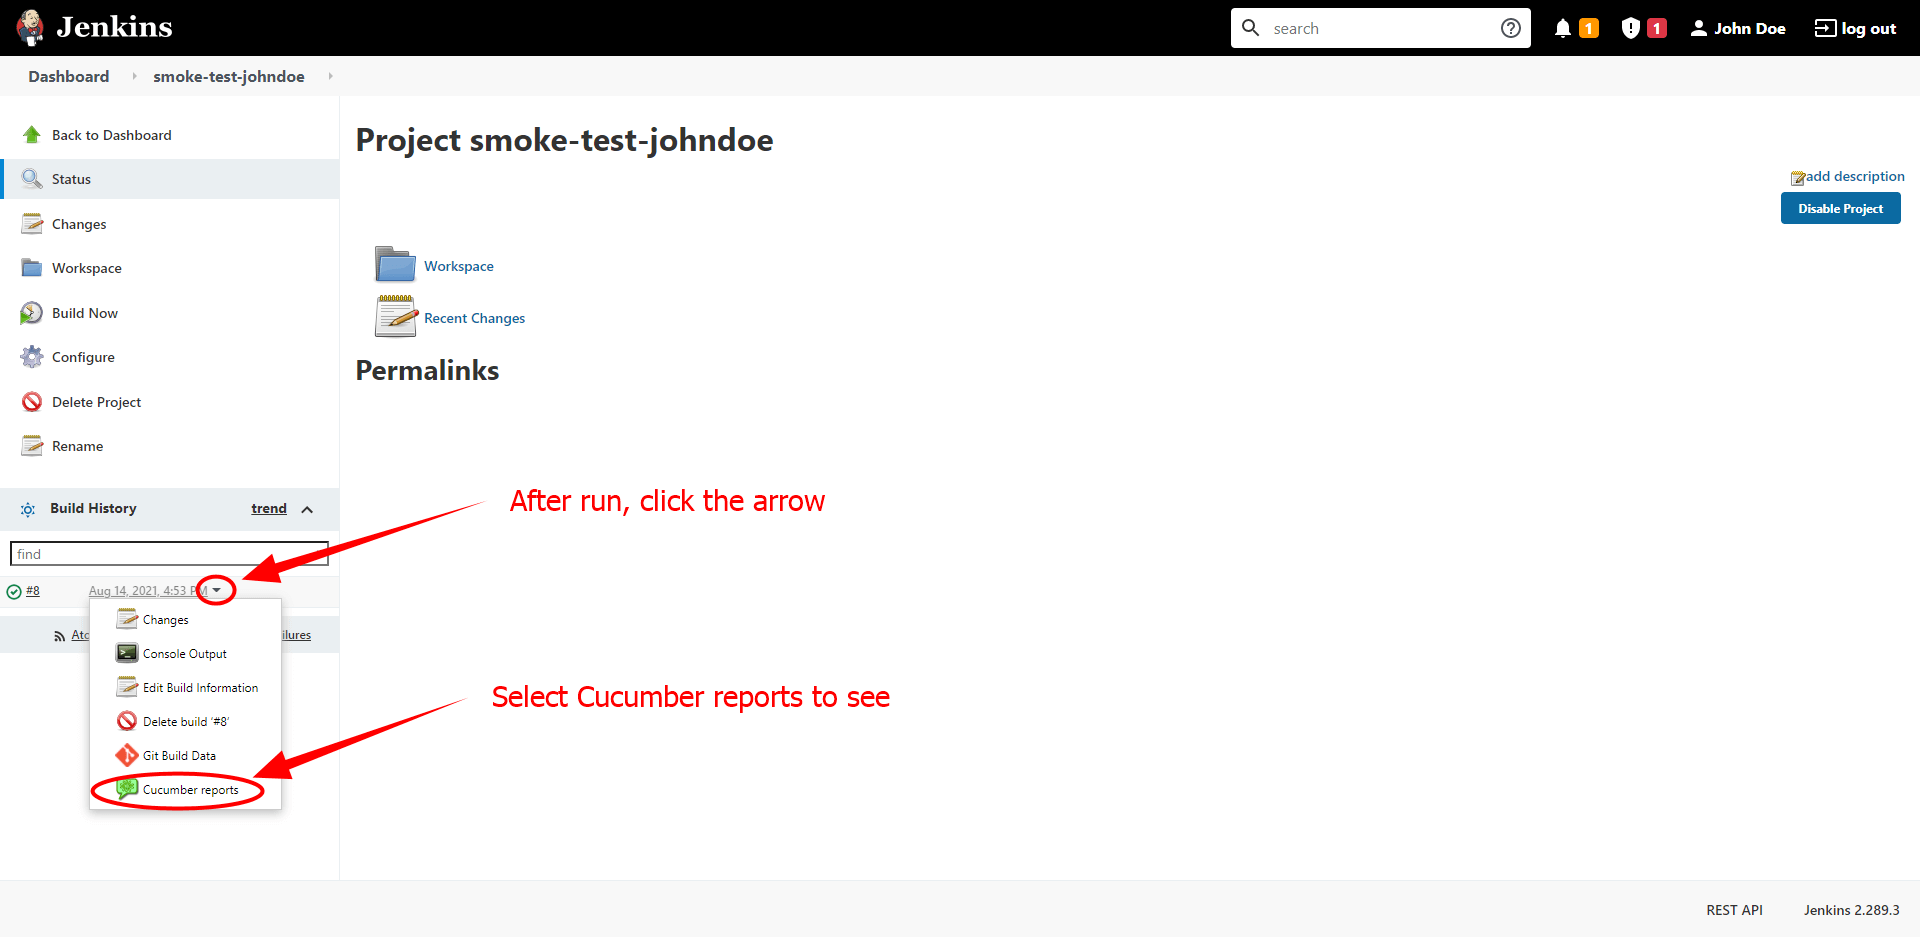 Jenkins
search
1
1
John Doe
log out
Dashboard
smoke-test-johndoe
Back to Dashboard
Status
Changes
Workspace
Build Now
Configure
Delete Project
Rename
Project smoke-test-johndoe
add description
Disable Project
Workspace
Recent Changes
Permalinks
Build History
trend
find
#8
Aug 14, 2021, 4:53 PM
After run, click the arrow
Changes
Console Output
Edit Build Information
Delete build '#8'
Git Build Data
Cucumber reports
Select Cucumber reports to see
REST API
Jenkins 2.289.3